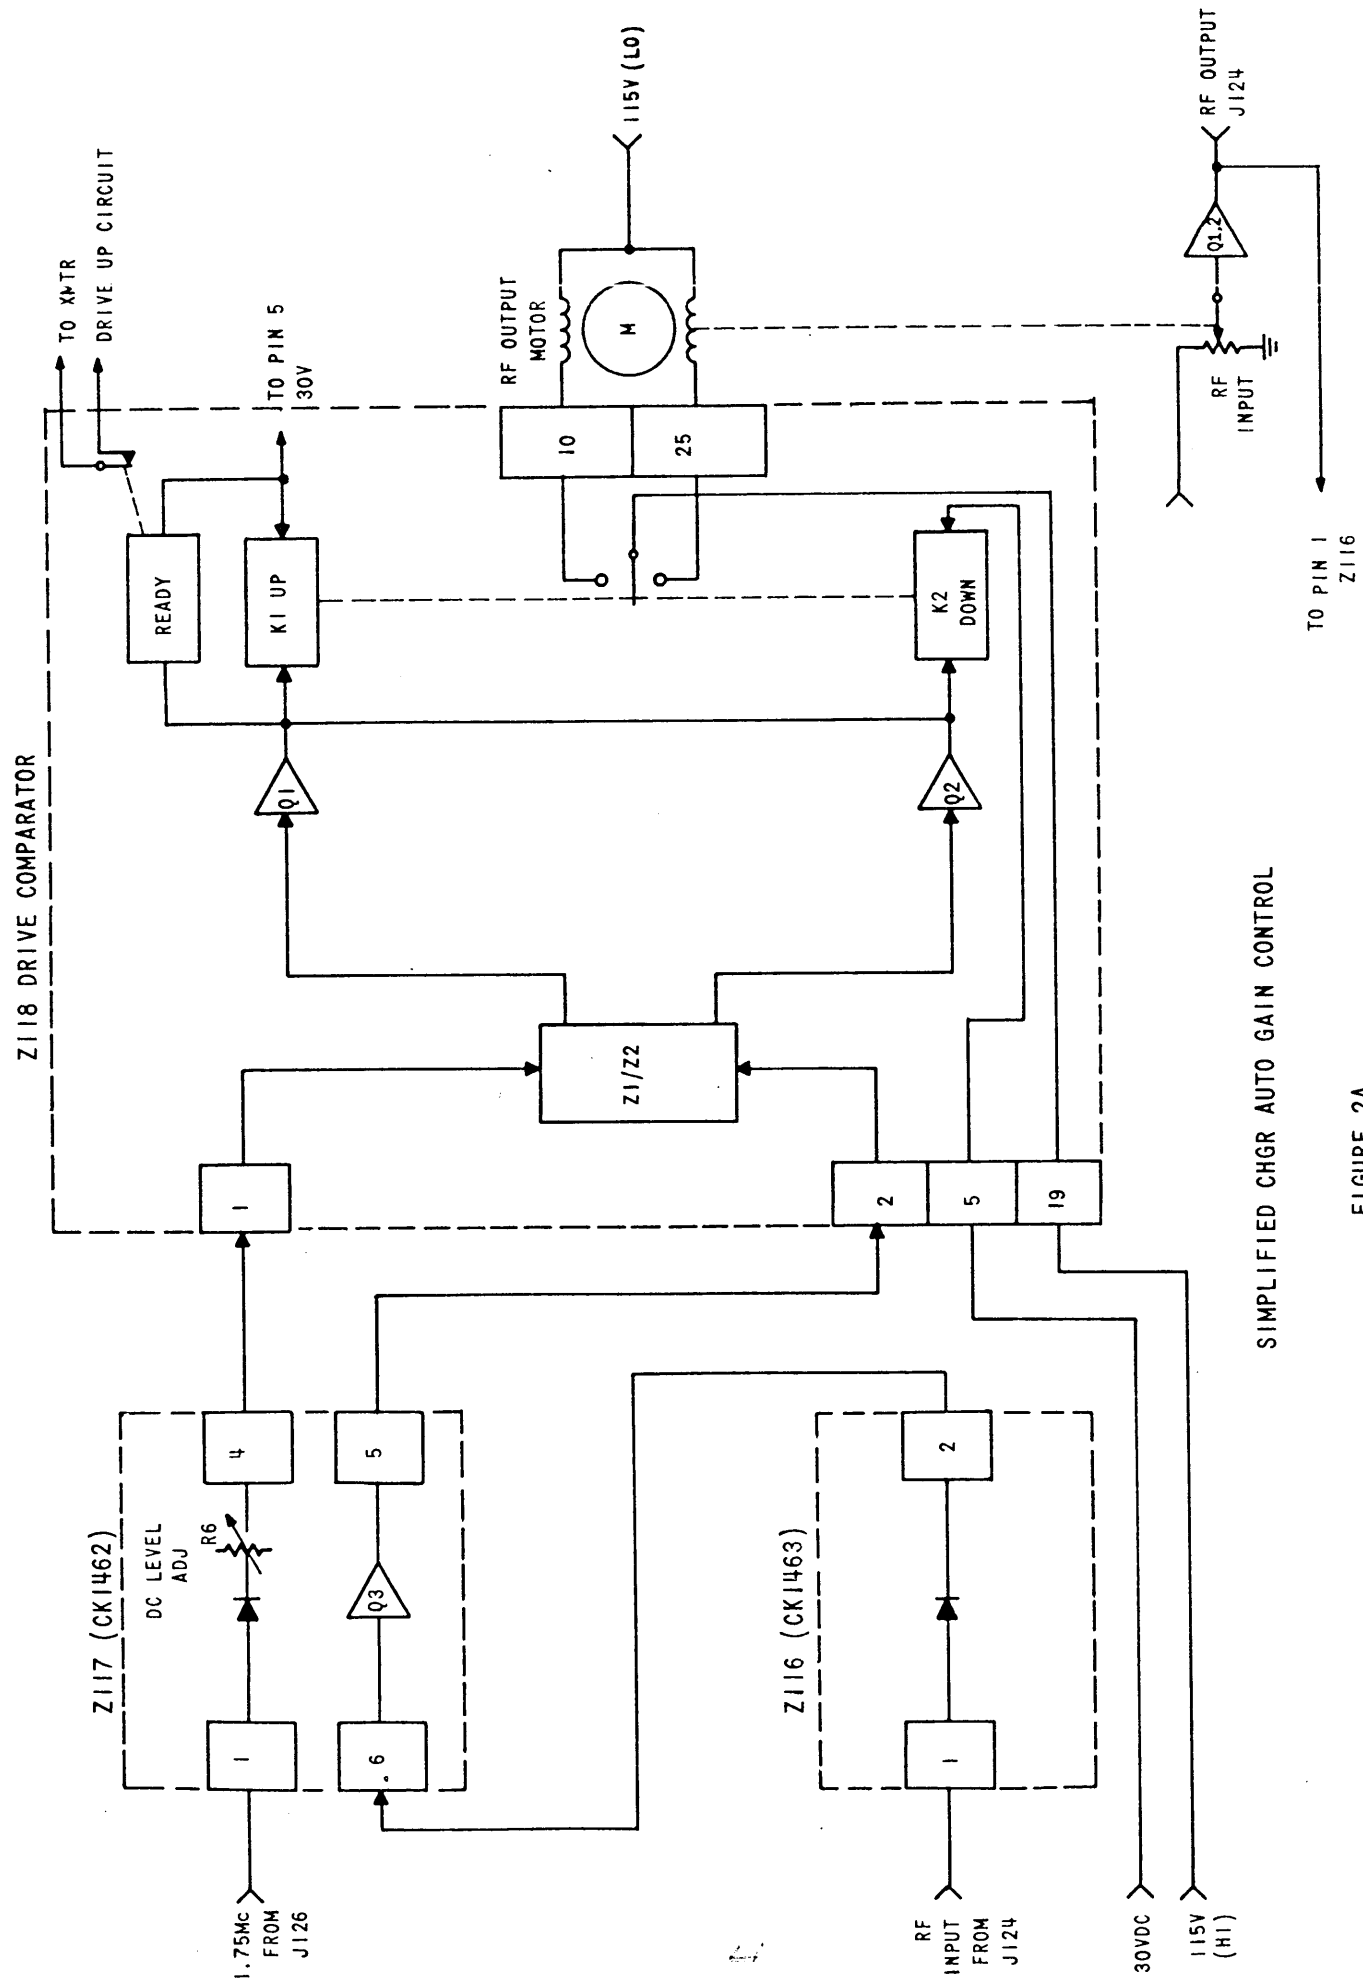 Z118 DRIVE COMPARATOR
TO XMTR
DRIVE UP CIRCUIT
READY
K1 UP
TO PIN 5
30V
Z117 (CK1462)
DC LEVEL
ADJ
R6
1.75Mc
FROM
J126
1
4
1
Q1
6
Q3
5
Z1/Z2
RF OUTPUT
MOTOR
10
25
M
115V (LO)
Z116 (CK1463)
RF
INPUT
FROM
J124
1
2
2
5
19
Q2
K2
DOWN
30VDC
115V
(HI)
RF
INPUT
Q1,2
RF OUTPUT
J124
TO PIN 1
Z116
SIMPLIFIED CHGR AUTO GAIN CONTROL
FIGURE 2A